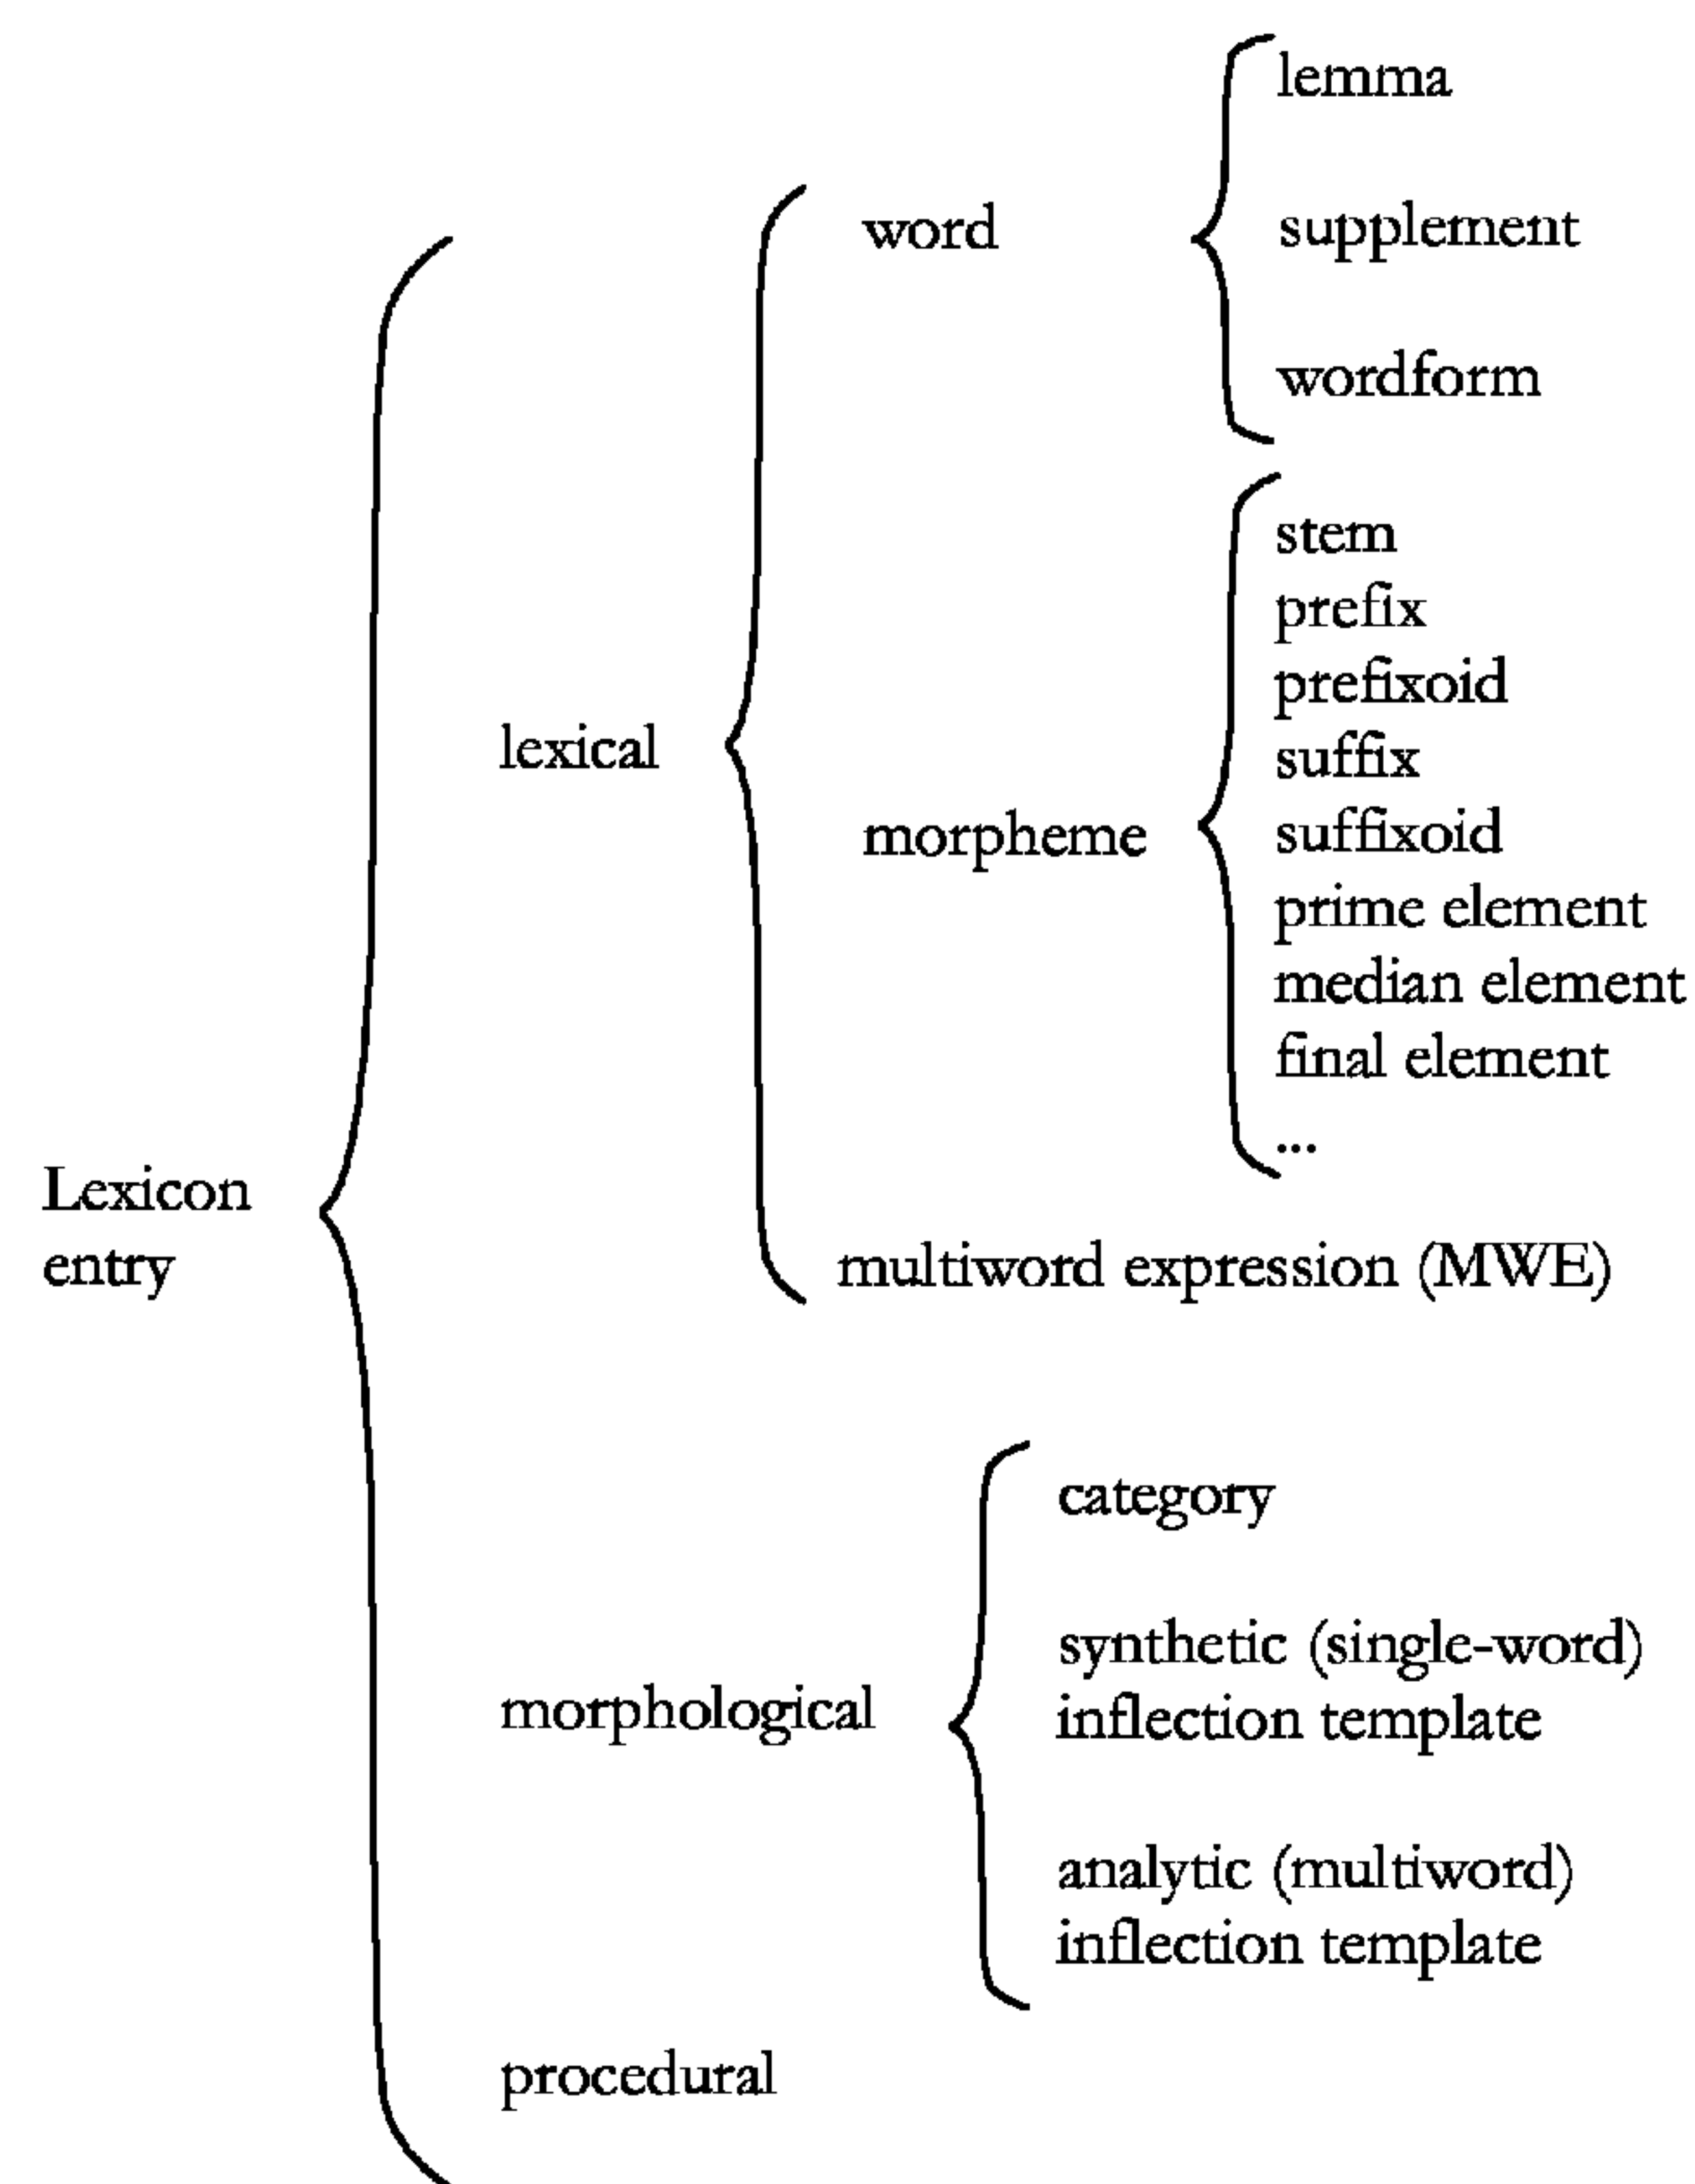 lemma
word
supplement
wordform
stem
prefix
prefixoid
suffix
lexical
suffixoid
morpheme
prime element
median element
final element
...
Lexicon
entry
multiword expression (MWE)
category
synthetic (single-word)
inflection template
morphological
analytic (multiword)
inflection template
procedural